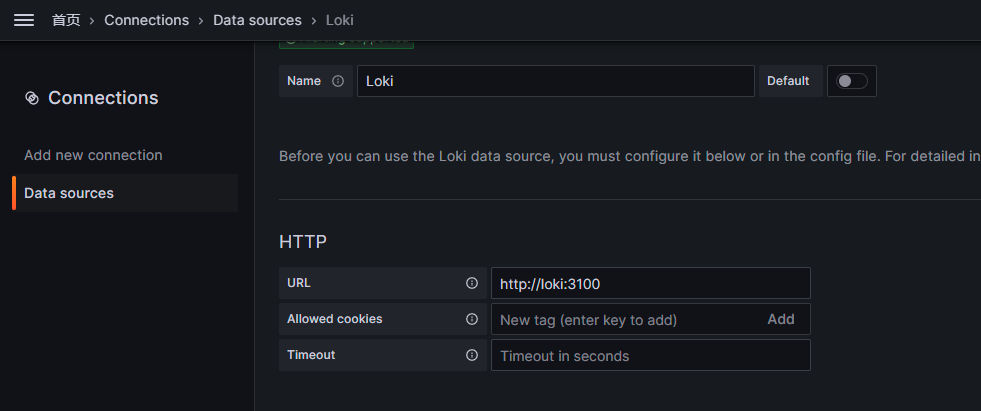 首页 > Connections > Data sources > Loki
Connections
Add new connection
Data sources
Name
Loki
Default
Before you can use the Loki data source, you must configure it below or in the config file. For detailed in
HTTP
URL
http://loki:3100
Allowed cookies
New tag (enter key to add)
Add
Timeout
Timeout in seconds